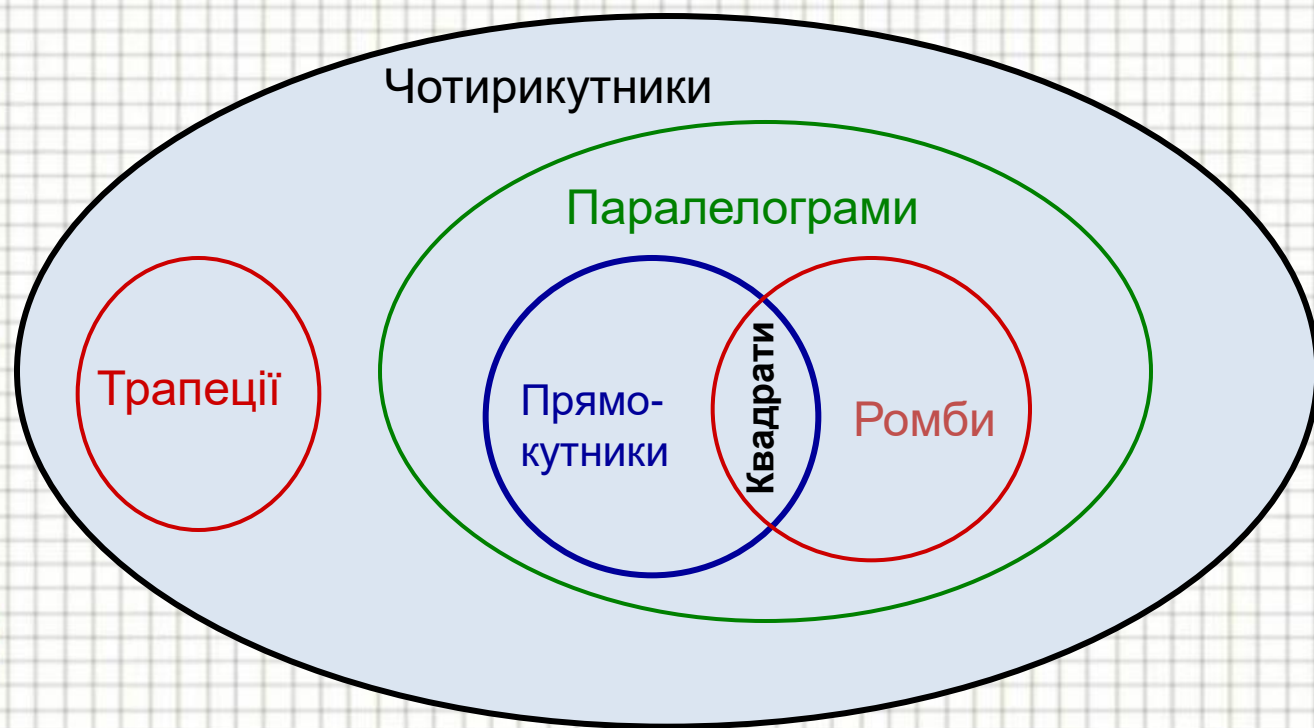 Чотирикутники
Паралелограми
Трапеції
Прямо-
кутники
Квадрати
Ромби